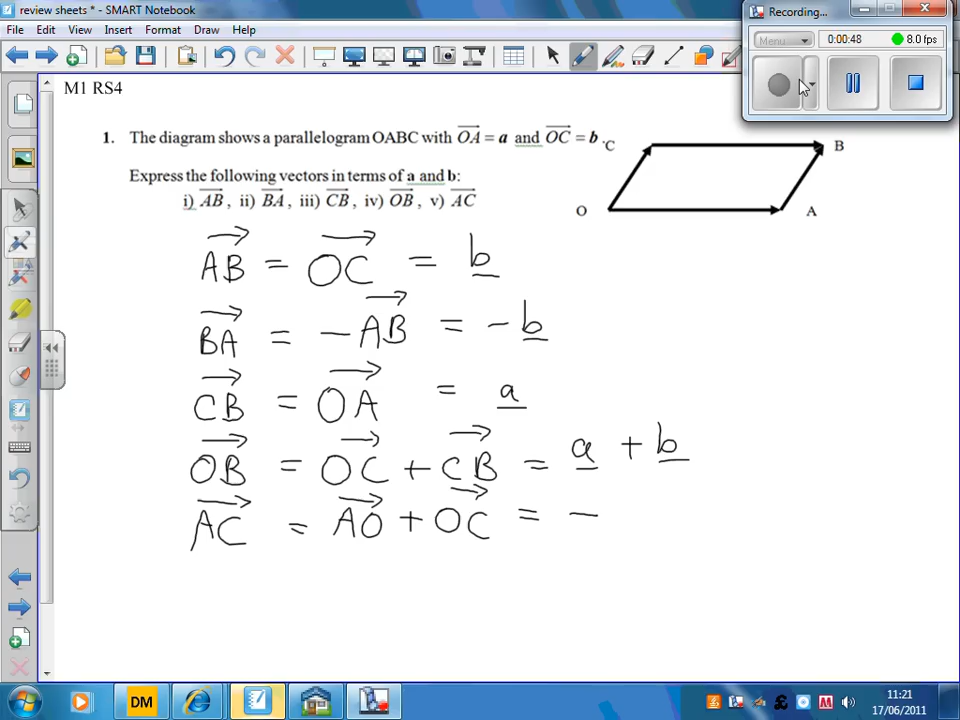 review sheets * - SMART Notebook
Recording...
File Edit View Insert Format Draw Help
Menu 0:00:48 8.0 fps
M1 RS4
1. The diagram shows a parallelogram OABC with OA = a and OC = b.
C B
Express the following vectors in terms of a and b:
i) AB, ii) BA, iii) CB, iv) OB, v) AC
O A
AB = OC = b
BA = -AB = -b
CB = OA = a
OB = OC + CB = a + b
AC = AO + OC = -
DM
11:21
17/06/2011